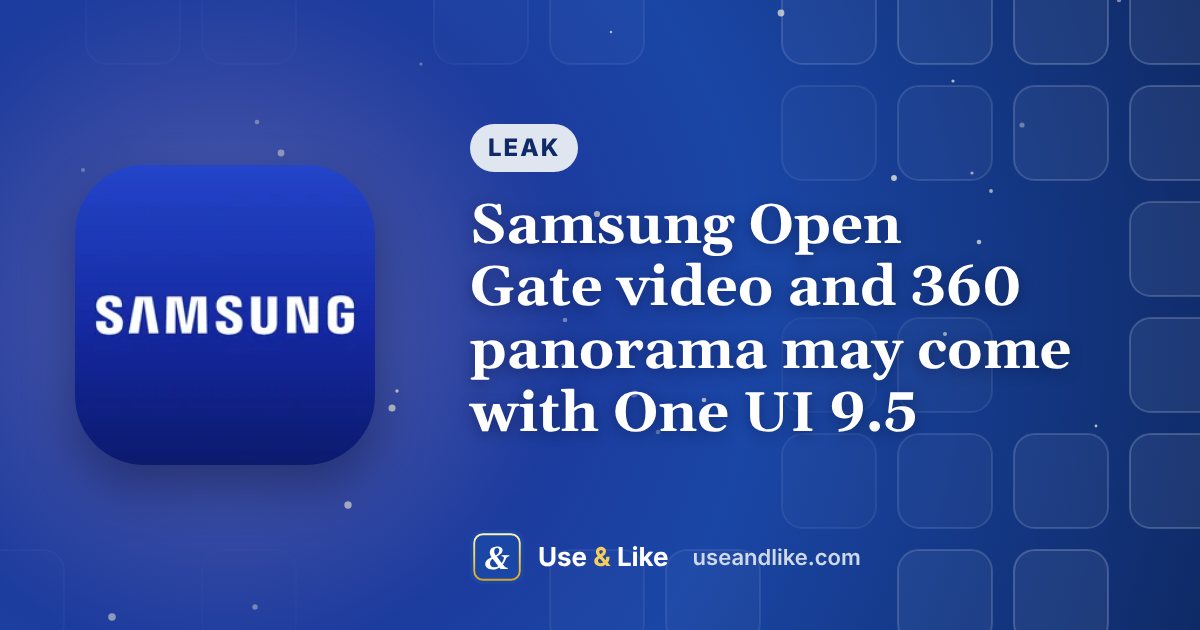 LEAK
SAMSUNG
Samsung Open
Gate video and 360
panorama may come
with One UI 9.5
& Use & Like useandlike.com